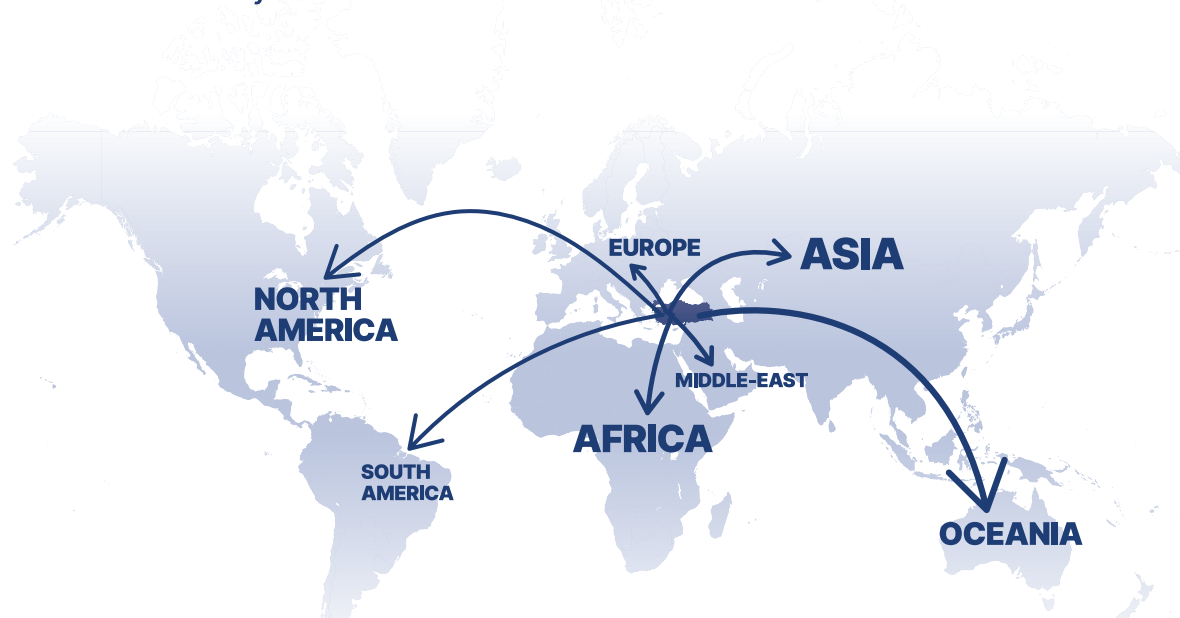 EUROPE
ASIA
NORTH
AMERICA
MIDDLE-EAST
AFRICA
SOUTH
AMERICA
OCEANIA